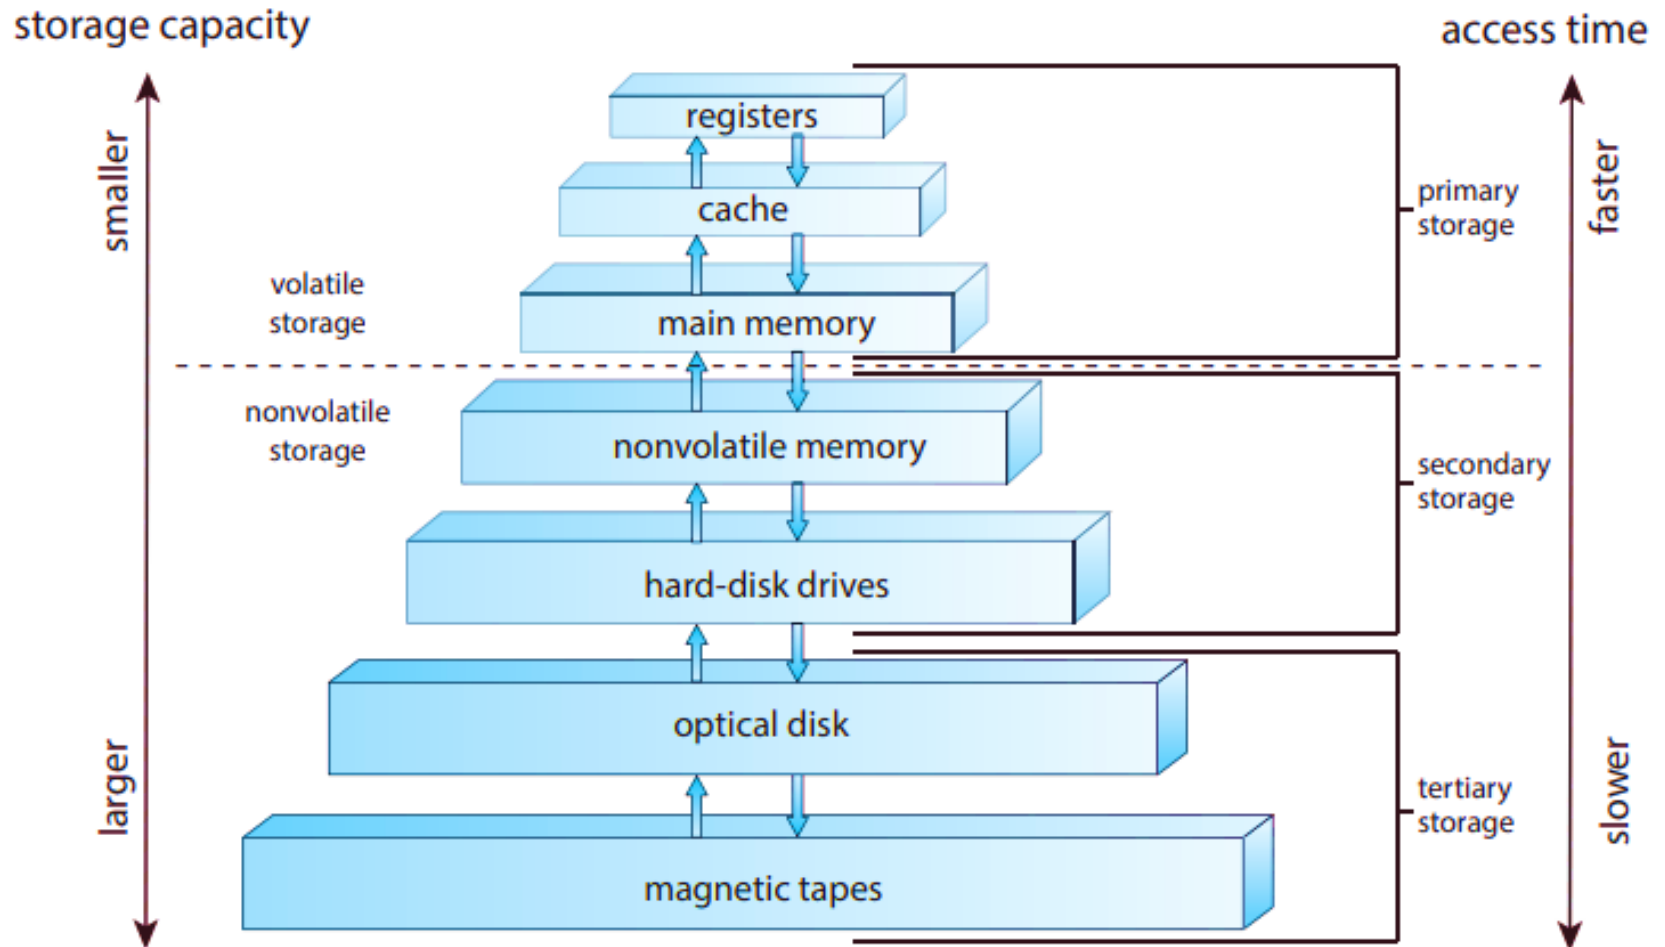 storage capacity
access time
registers
smaller
faster
primary
storage
cache
volatile
storage
main memory
nonvolatile
storage
nonvolatile memory
secondary
storage
hard-disk drives
optical disk
larger
slower
tertiary
storage
magnetic tapes